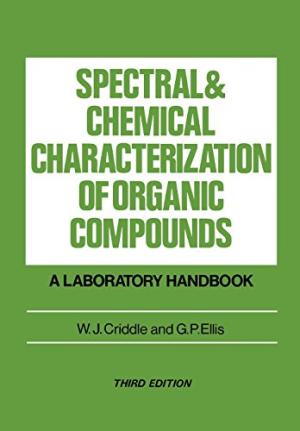 SPECTRAL &
CHEMICAL
CHARACTERIZATION
OF ORGANIC
COMPOUNDS
A LABORATORY HANDBOOK
W.J. Criddle and G.P. Ellis
THIRD EDITION